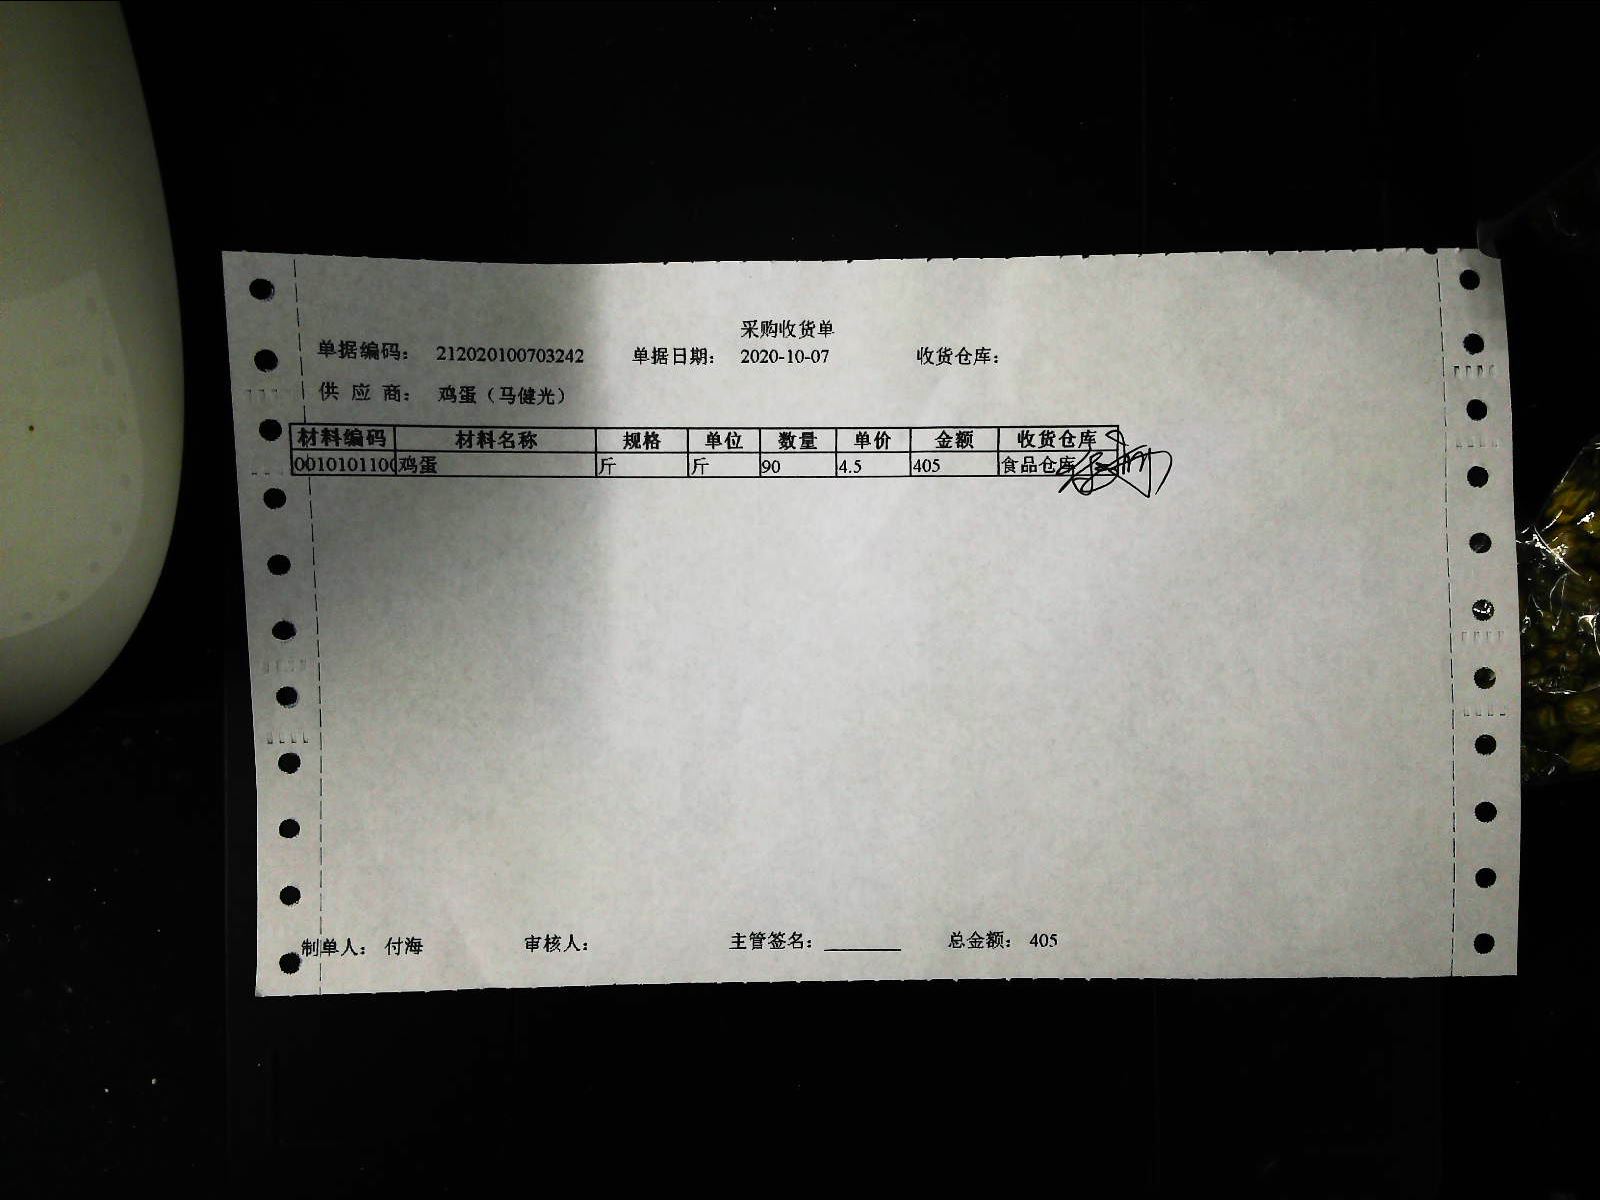 采购收货单
单据编码： 212020100703242 单据日期： 2020-10-07 收货仓库：
供 应 商： 鸡蛋（马健光）
材料编码 材料名称 规格 单位 数量 单价 金额 收货仓库
0010101100 鸡蛋 斤 斤 90 4.5 405 食品仓库
制单人： 付海 审核人： 主管签名：________ 总金额： 405